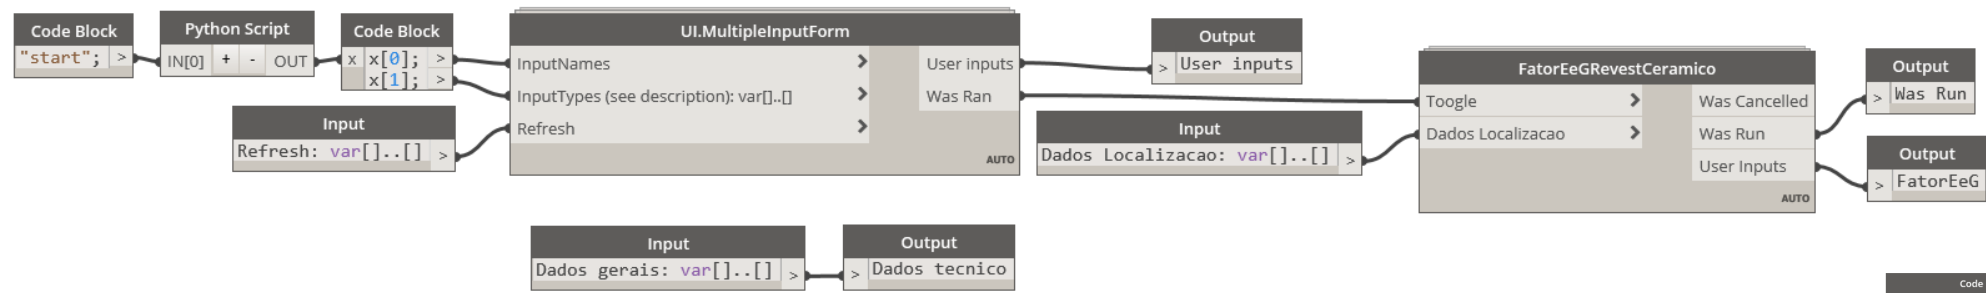 Code Block
"start"; >
Python Script
IN[0] + - OUT
Code Block
x x[0]; >
x[1]; >
Input
Refresh: var[]..[] >
UI.MultipleInputForm
InputNames
InputTypes (see description): var[]..[]
Refresh
User inputs
Was Ran
AUTO
Output
> User inputs
Input
Dados Localizacao: var[]..[] >
FatorEeGRevestCeramico
Toogle
Dados Localizacao
Was Cancelled
Was Run
User Inputs
AUTO
Output
> Was Run
Output
> FatorEeG
Input
Dados gerais: var[]..[] >
Output
> Dados tecnico
Code